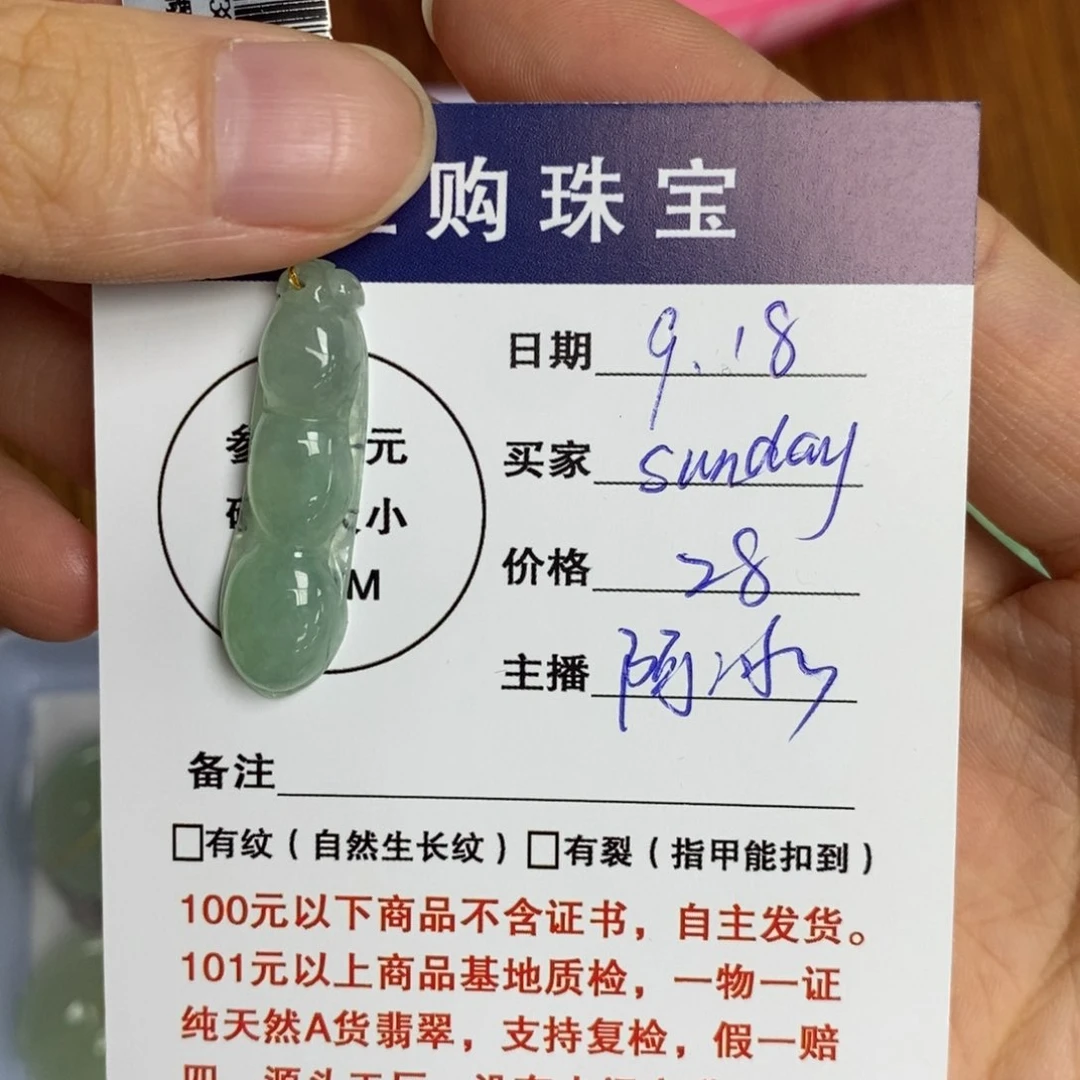 购珠宝
日期 9.18
买家 sunday
价格 28
主播
元
小
M
备注
□有纹（自然生长纹）□有裂（指甲能扣到）
100元以下商品不含证书，自主发货。
101元以上商品基地质检，一物一证
纯天然A货翡翠，支持复检，假一赔